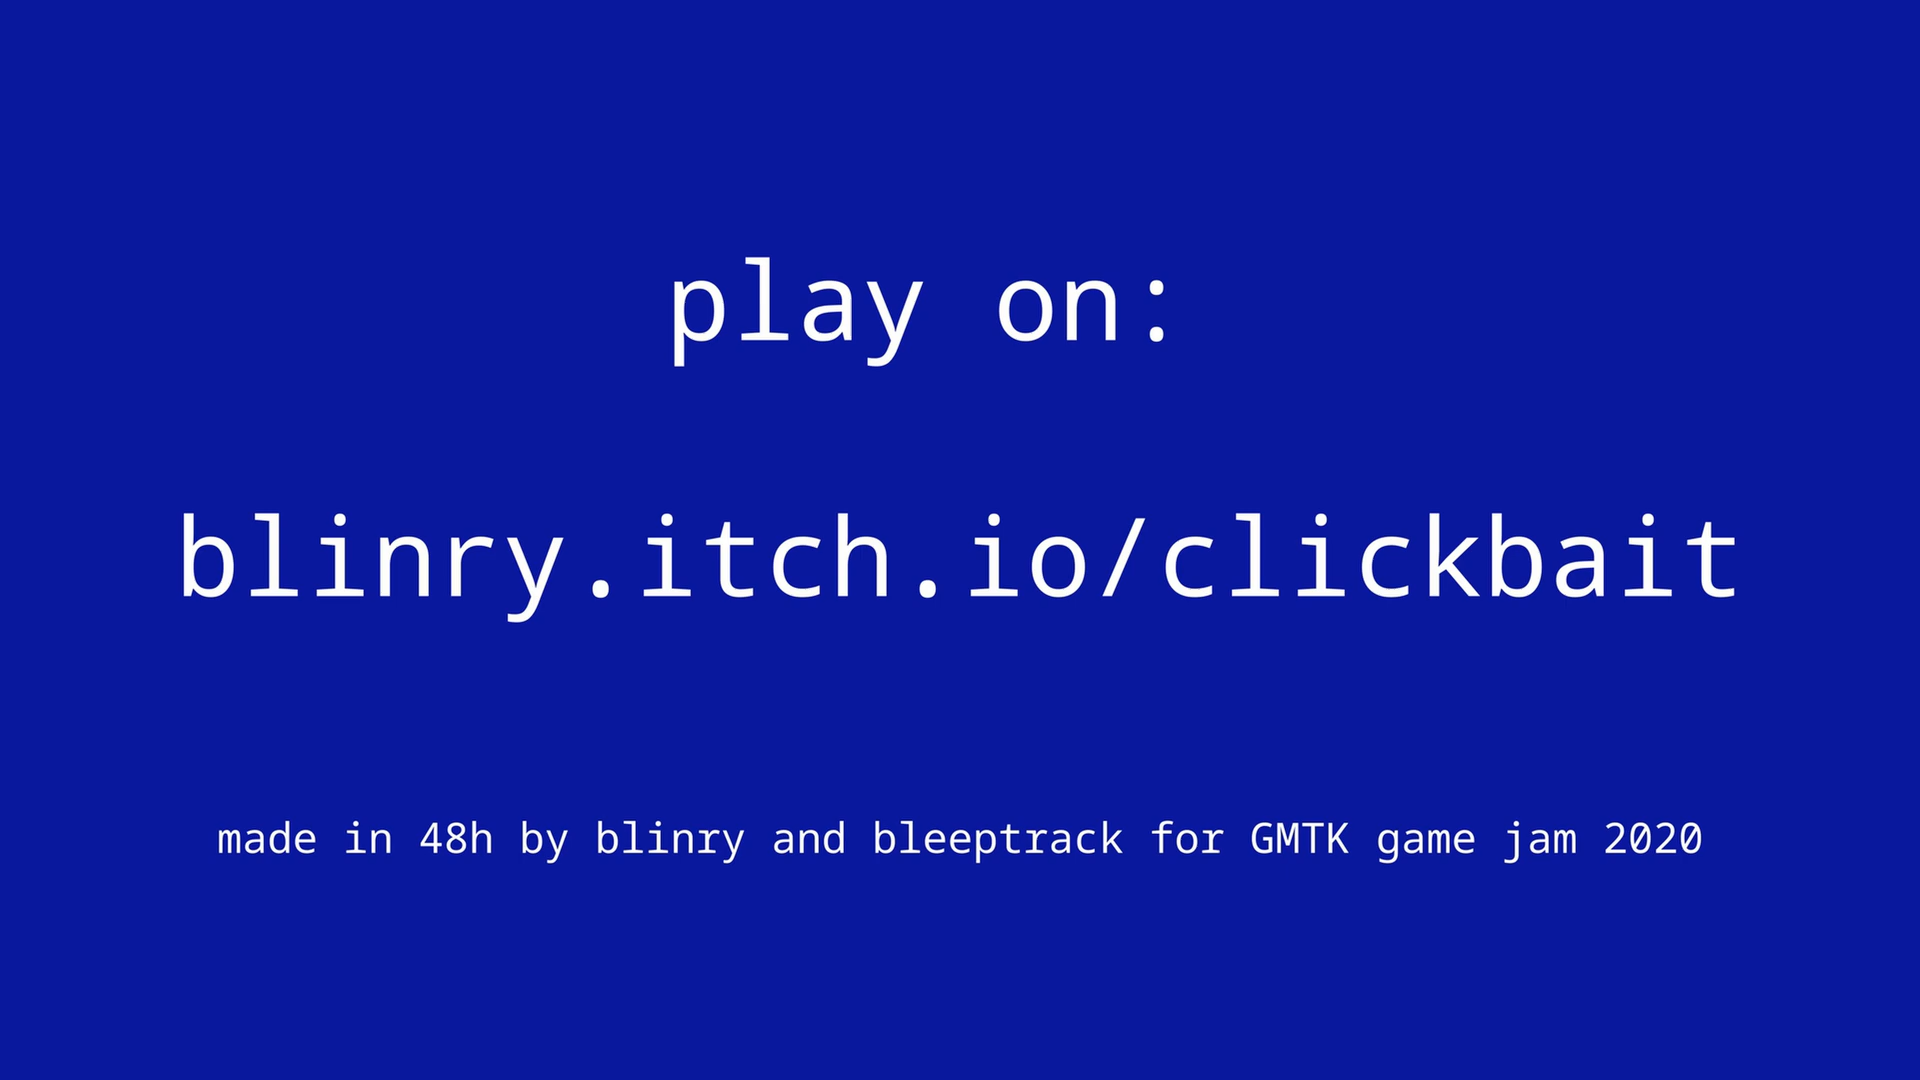 play on:
blinry.itch.io/clickbait
made in 48h by blinry and bleeptrack for GMTK game jam 2020